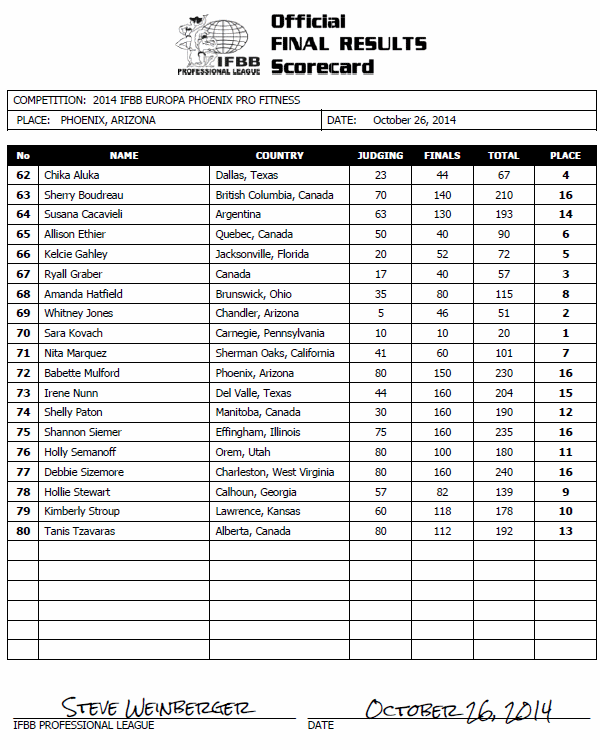 Official
FINAL RESULTS
Scorecard
IFBB
PROFESSIONAL LEAGUE
COMPETITION: 2014 IFBB EUROPA PHOENIX PRO FITNESS
PLACE: PHOENIX, ARIZONA DATE: October 26, 2014
No NAME COUNTRY JUDGING FINALS TOTAL PLACE
62 Chika Aluka Dallas, Texas 23 44 67 4
63 Sherry Boudreau British Columbia, Canada 70 140 210 16
64 Susana Cacavieli Argentina 63 130 193 14
65 Allison Ethier Quebec, Canada 50 40 90 6
66 Kelcie Gahley Jacksonville, Florida 20 52 72 5
67 Ryall Graber Canada 17 40 57 3
68 Amanda Hatfield Brunswick, Ohio 35 80 115 8
69 Whitney Jones Chandler, Arizona 5 46 51 2
70 Sara Kovach Carnegie, Pennsylvania 10 10 20 1
71 Nita Marquez Sherman Oaks, California 41 60 101 7
72 Babette Mulford Phoenix, Arizona 80 150 230 16
73 Irene Nunn Del Valle, Texas 44 160 204 15
74 Shelly Paton Manitoba, Canada 30 160 190 12
75 Shannon Siemer Effingham, Illinois 75 160 235 16
76 Holly Semanoff Orem, Utah 80 100 180 11
77 Debbie Sizemore Charleston, West Virginia 80 160 240 16
78 Hollie Stewart Calhoun, Georgia 57 82 139 9
79 Kimberly Stroup Lawrence, Kansas 60 118 178 10
80 Tanis Tzavaras Alberta, Canada 80 112 192 13
STEVE WEINBERGER OCTOBER 26, 2014
IFBB PROFESSIONAL LEAGUE DATE